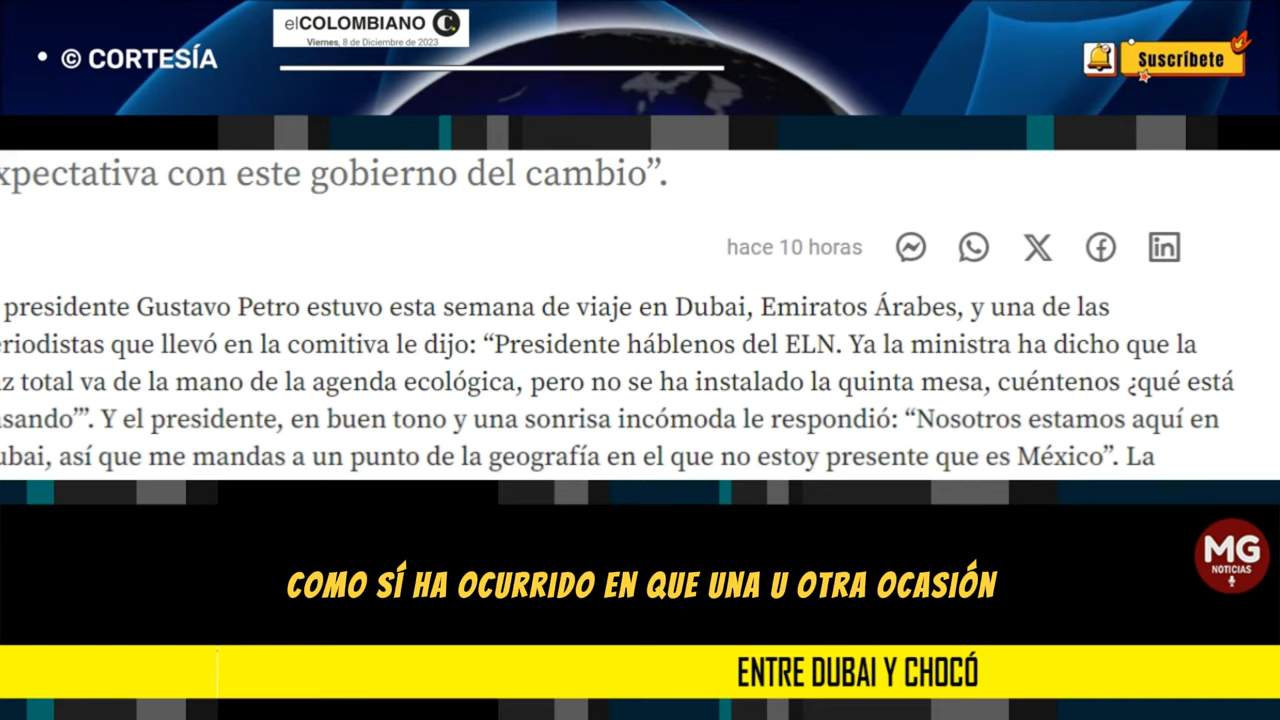 • © CORTESÍA
elCOLOMBIANO C.
Viernes, 8 de Diciembre de 2023
Suscríbete
xpectativa con este gobierno del cambio”.
hace 10 horas
presidente Gustavo Petro estuvo esta semana de viaje en Dubai, Emiratos Árabes, y una de las
eriodistas que llevó en la comitiva le dijo: “Presidente háblenos del ELN. Ya la ministra ha dicho que la
z total va de la mano de la agenda ecológica, pero no se ha instalado la quinta mesa, cuéntenos ¿qué está
sando’”. Y el presidente, en buen tono y una sonrisa incómoda le respondió: “Nosotros estamos aquí en
ubai, así que me mandas a un punto de la geografía en el que no estoy presente que es México”. La
MG
NOTICIAS
COMO SÍ HA OCURRIDO EN QUE UNA U OTRA OCASIÓN
ENTRE DUBAI Y CHOCÓ